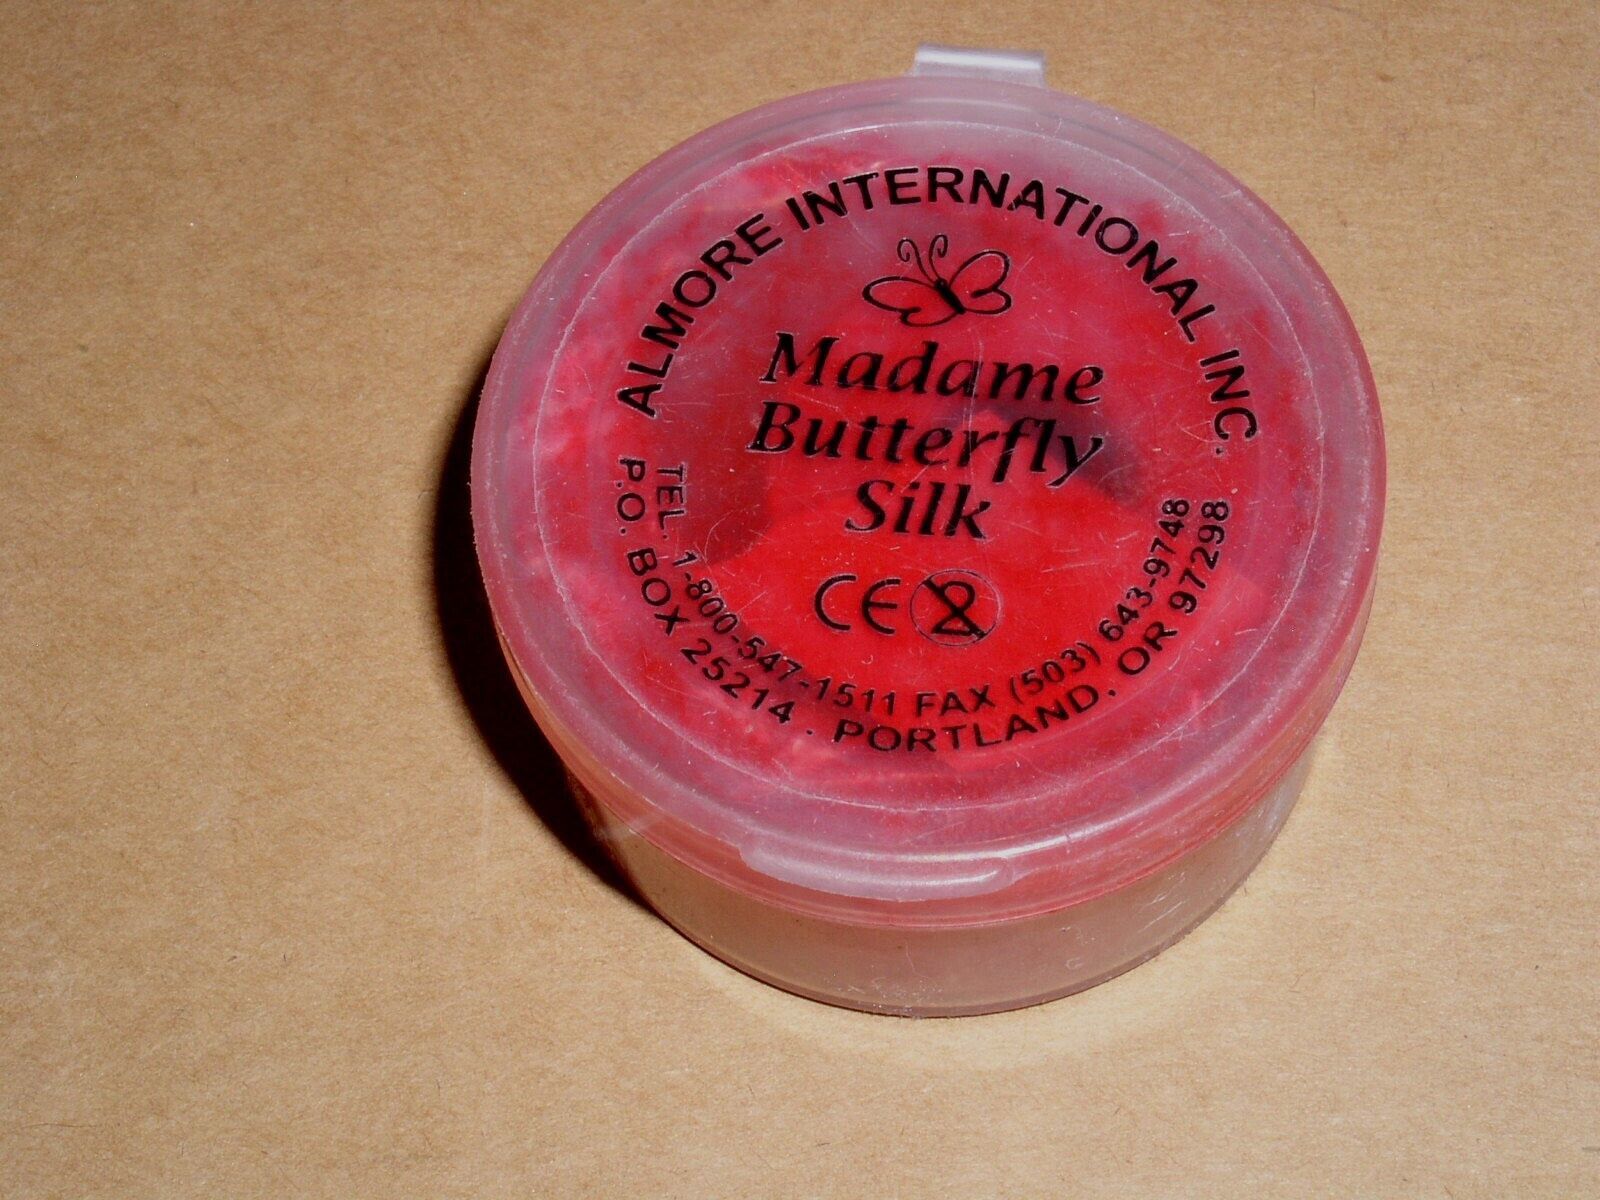 ALMORE INTERNATIONAL INC.
Madame
Butterfly
Silk
CE 2
TEL. 1-800-547-1511 FAX (503) 643-9748
P.O. BOX 25214 . PORTLAND, OR 97298